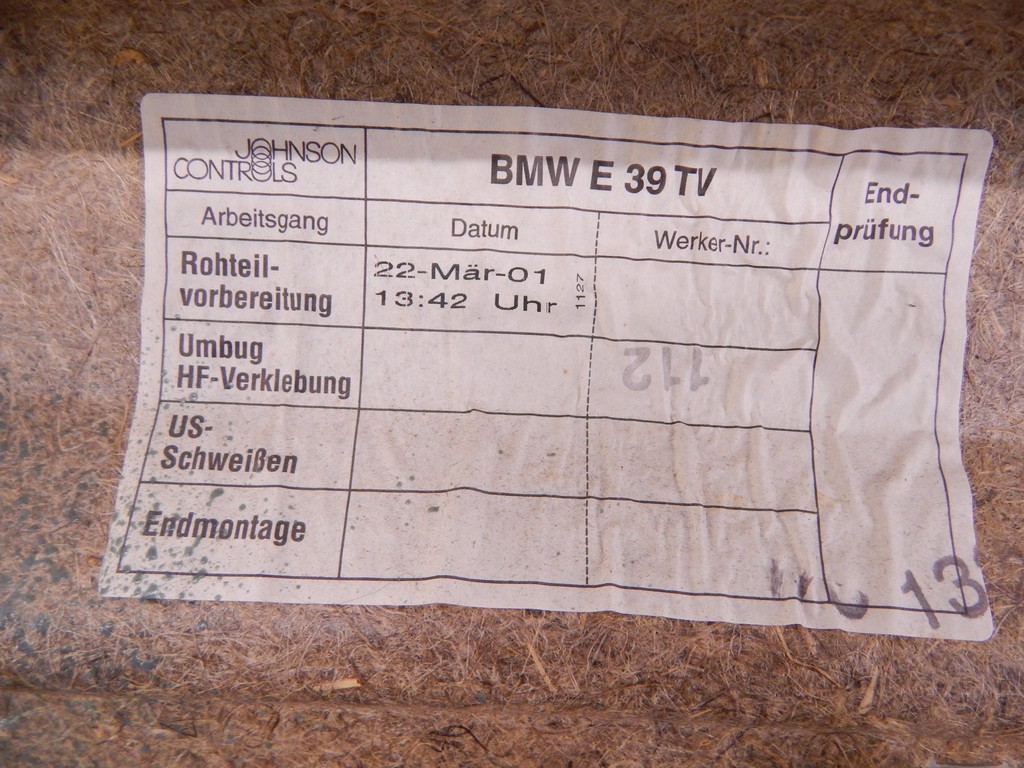 JOHNSON
CONTROLS
BMW E 39 TV
End-
prüfung
Arbeitsgang
Datum
Werker-Nr.:
Rohteil-
vorbereitung
22-Mär-01
13:42 Uhr
1127
Umbug
HF-Verklebung
112
US-
Schweißen
Endmontage
13